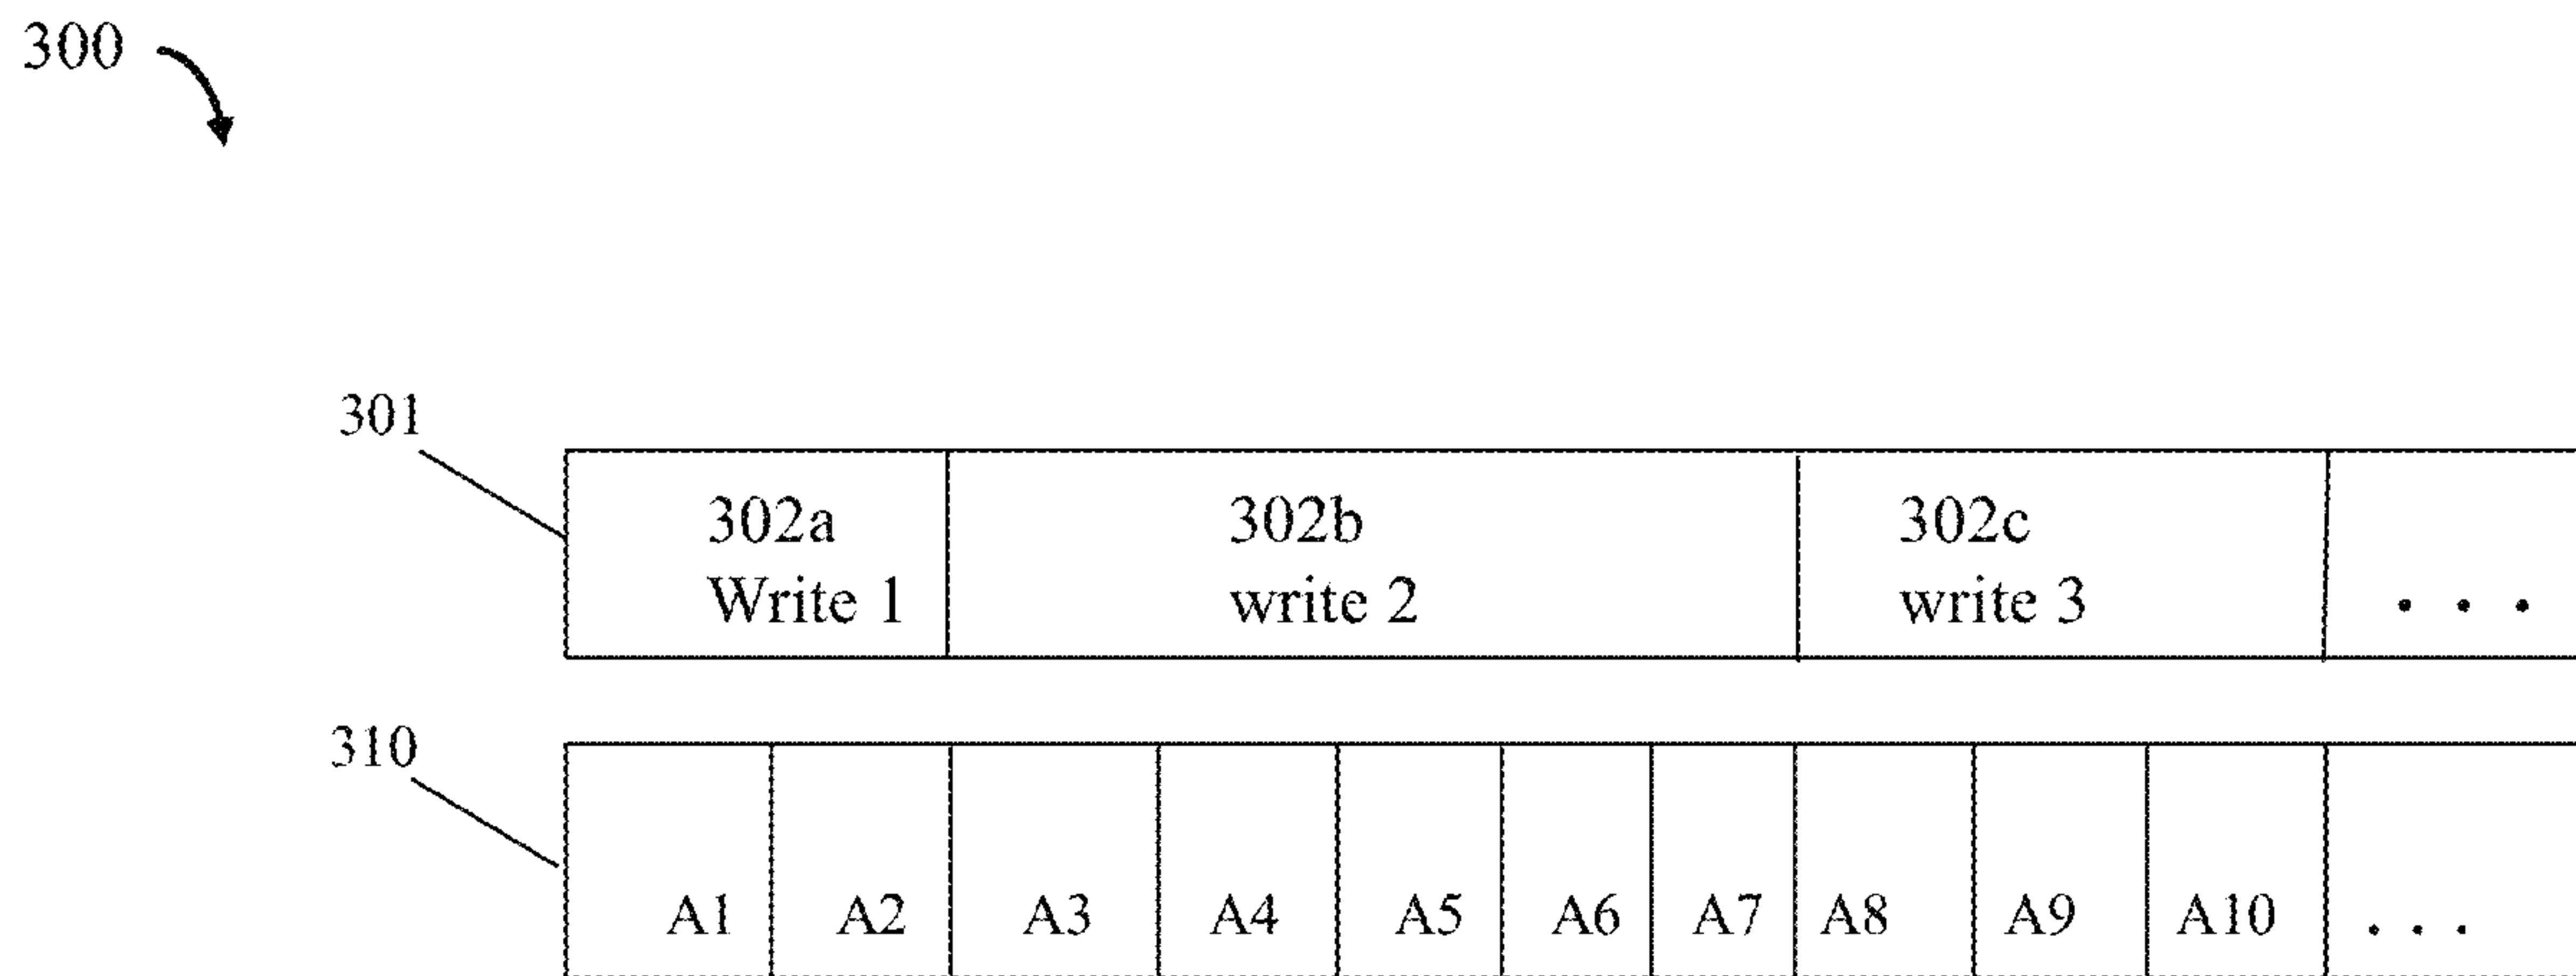 300
301
302a 302b 302c
Write 1 write 2 write 3 . . .
310
A1 A2 A3 A4 A5 A6 A7 A8 A9 A10 . . .